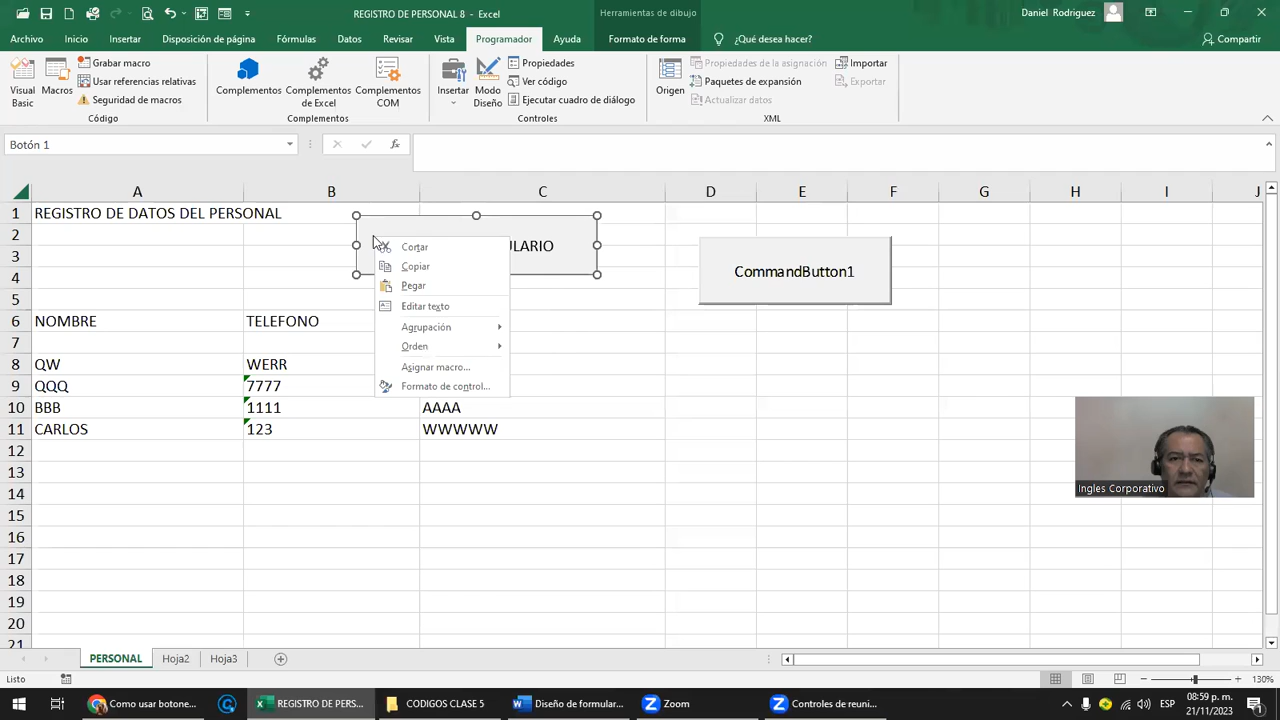 REGISTRO DE PERSONAL 8 - Excel
Herramientas de dibujo
Daniel Rodriguez
Archivo
Inicio
Insertar
Disposición de página
Fórmulas
Datos
Revisar
Vista
Programador
Ayuda
Formato de forma
¿Qué desea hacer?
Compartir
Visual Basic
Macros
Grabar macro
Usar referencias relativas
Seguridad de macros
Código
Complementos
Complementos de Excel
Complementos COM
Complementos
Insertar
Modo Diseño
Propiedades
Ver código
Ejecutar cuadro de diálogo
Controles
Origen
Propiedades de la asignación
Paquetes de expansión
Actualizar datos
Importar
Exportar
XML
Botón 1
fx
A B C D E F G H I J
1 REGISTRO DE DATOS DEL PERSONAL
2
ULARIO
3
CommandButton1
4
5
6 NOMBRE TELEFONO
7
8 QW WERR
9 QQQ 7777
10 BBB 1111 AAAA
11 CARLOS 123 WWWWW
12
13
14
15
16
17
18
19
20
21
Cortar
Copiar
Pegar
Editar texto
Agrupación
Orden
Asignar macro...
Formato de control...
Ingles Corporativo
PERSONAL
Hoja2
Hoja3
Listo
130%
Como usar botone...
REGISTRO DE PERS...
CODIGOS CLASE 5
Diseño de formular...
Zoom
Controles de reuni...
ESP
08:59 p. m.
21/11/2023